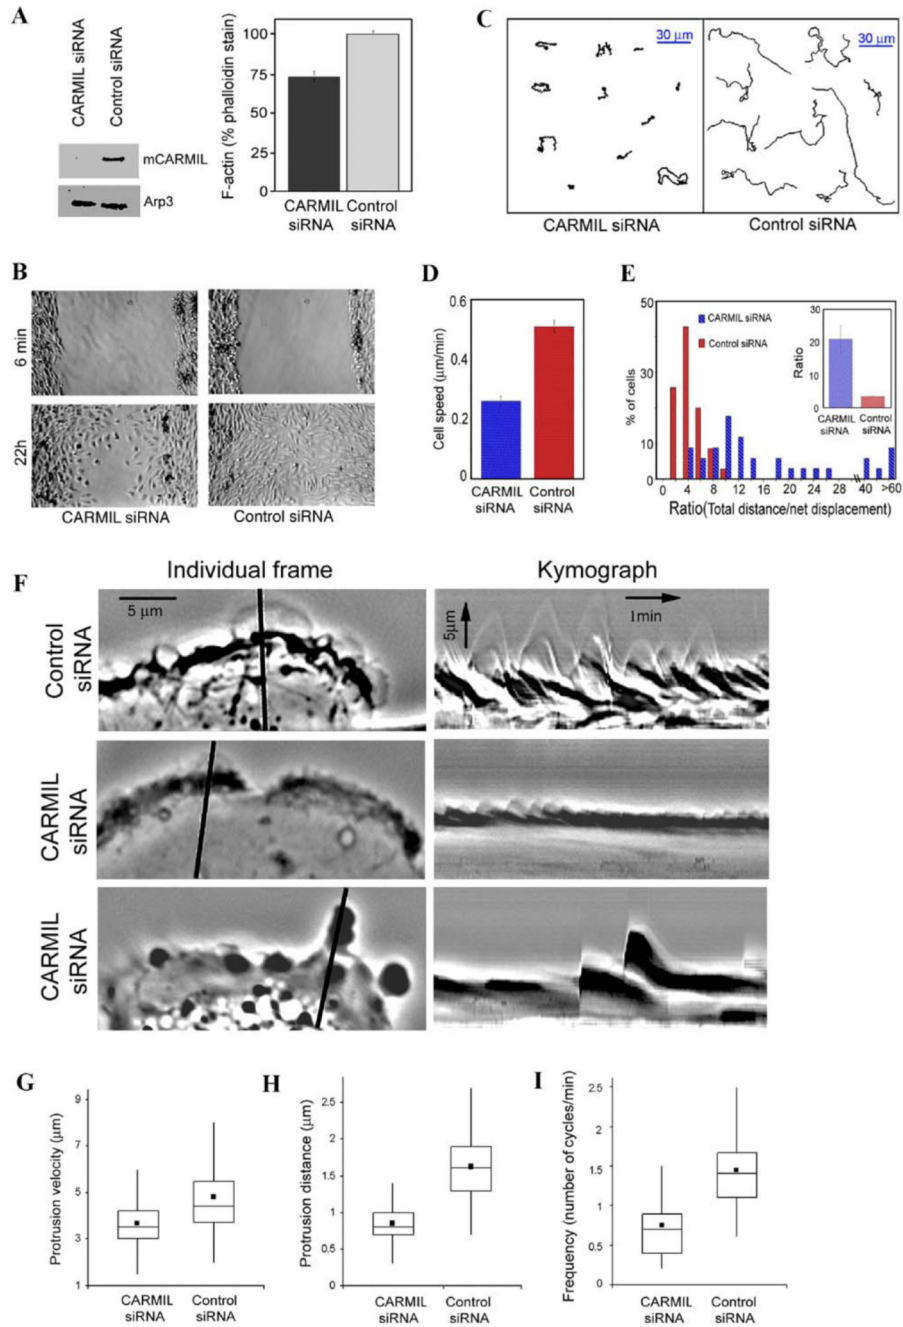 A
CARMIL siRNA
Control siRNA
mCARMIL
Arp3
F-actin (% phalloidin stain)
100
75
50
25
0
CARMIL
siRNA
Control
siRNA
C
30 μm
30 μm
CARMIL siRNA
Control siRNA
B
6 min
22h
CARMIL siRNA
Control siRNA
D
Cell speed (μm/min)
0.6
0.4
0.2
0
CARMIL
siRNA
Control
siRNA
E
% of cells
50
30
10
0
CARMIL siRNA
Control siRNA
Ratio
30
20
10
0
CARMIL
siRNA
Control
siRNA
0 4 8 12 16 20 24 28 40 >60
Ratio(Total distance/net displacement)
F
Individual frame
Kymograph
Control
siRNA
5 μm
5μm
1min
CARMIL
siRNA
CARMIL
siRNA
G
Protrusion velocity (μm)
9
7
5
3
1
CARMIL
siRNA
Control
siRNA
H
Protrusion distance (μm)
2.5
2
1.5
1
0.5
0
CARMIL
siRNA
Control
siRNA
I
Frequency (number of cycles/min)
2.5
2
1.5
1
0.5
0
CARMIL
siRNA
Control
siRNA